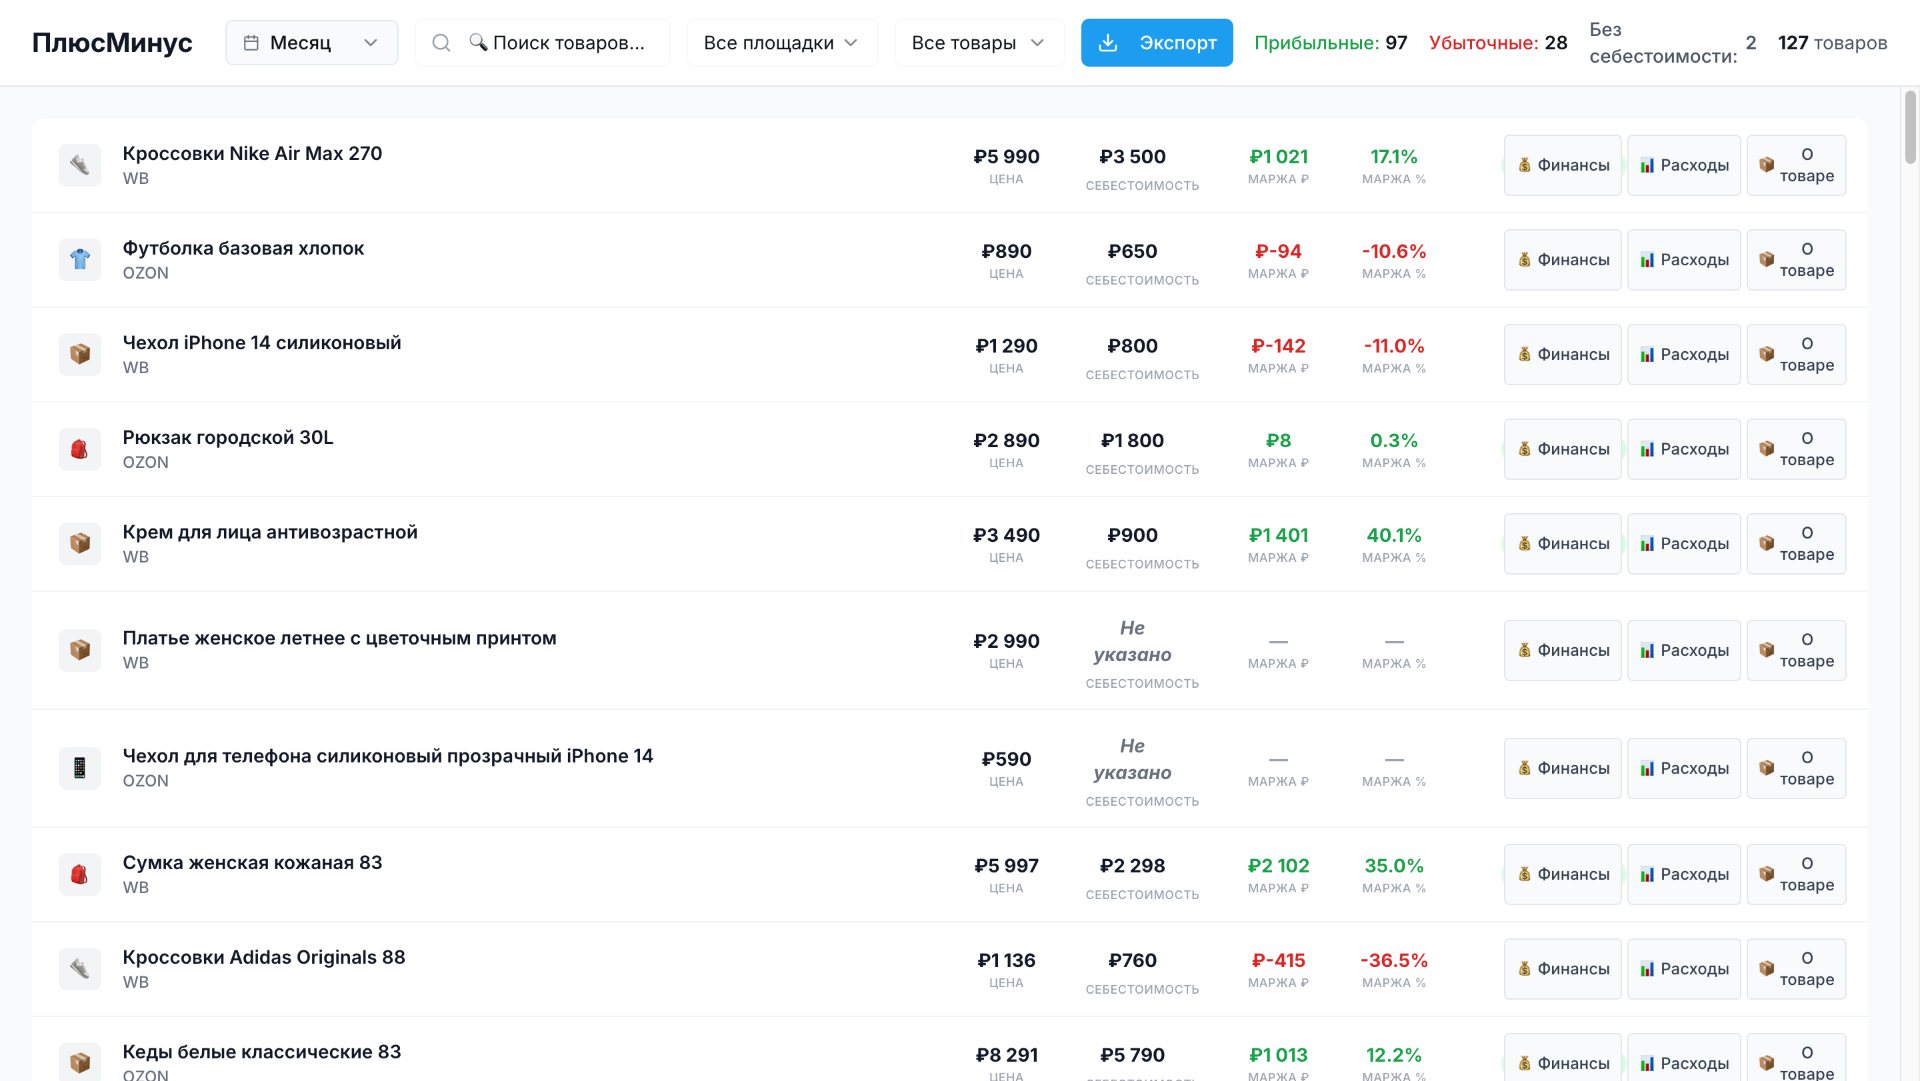 ПлюсМинус
Месяц
🔍 Поиск товаров...
Все площадки
Все товары
Экспорт
Прибыльные: 97
Убыточные: 28
Без
себестоимости: 2
127 товаров
Кроссовки Nike Air Max 270
WB
₽5 990
ЦЕНА
₽3 500
СЕБЕСТОИМОСТЬ
₽1 021
МАРЖА ₽
17.1%
МАРЖА %
Финансы
Расходы
О
товаре
Футболка базовая хлопок
OZON
₽890
ЦЕНА
₽650
СЕБЕСТОИМОСТЬ
₽-94
МАРЖА ₽
-10.6%
МАРЖА %
Финансы
Расходы
О
товаре
Чехол iPhone 14 силиконовый
WB
₽1 290
ЦЕНА
₽800
СЕБЕСТОИМОСТЬ
₽-142
МАРЖА ₽
-11.0%
МАРЖА %
Финансы
Расходы
О
товаре
Рюкзак городской 30L
OZON
₽2 890
ЦЕНА
₽1 800
СЕБЕСТОИМОСТЬ
₽8
МАРЖА ₽
0.3%
МАРЖА %
Финансы
Расходы
О
товаре
Крем для лица антивозрастной
WB
₽3 490
ЦЕНА
₽900
СЕБЕСТОИМОСТЬ
₽1 401
МАРЖА ₽
40.1%
МАРЖА %
Финансы
Расходы
О
товаре
Платье женское летнее с цветочным принтом
WB
₽2 990
ЦЕНА
Не
указано
СЕБЕСТОИМОСТЬ
—
МАРЖА ₽
—
МАРЖА %
Финансы
Расходы
О
товаре
Чехол для телефона силиконовый прозрачный iPhone 14
OZON
₽590
ЦЕНА
Не
указано
СЕБЕСТОИМОСТЬ
—
МАРЖА ₽
—
МАРЖА %
Финансы
Расходы
О
товаре
Сумка женская кожаная 83
WB
₽5 997
ЦЕНА
₽2 298
СЕБЕСТОИМОСТЬ
₽2 102
МАРЖА ₽
35.0%
МАРЖА %
Финансы
Расходы
О
товаре
Кроссовки Adidas Originals 88
WB
₽1 136
ЦЕНА
₽760
СЕБЕСТОИМОСТЬ
₽-415
МАРЖА ₽
-36.5%
МАРЖА %
Финансы
Расходы
О
товаре
Кеды белые классические 83
OZON
₽8 291
ЦЕНА
₽5 790
₽1 013
МАРЖА ₽
12.2%
МАРЖА %
Финансы
Расходы
О
товаре